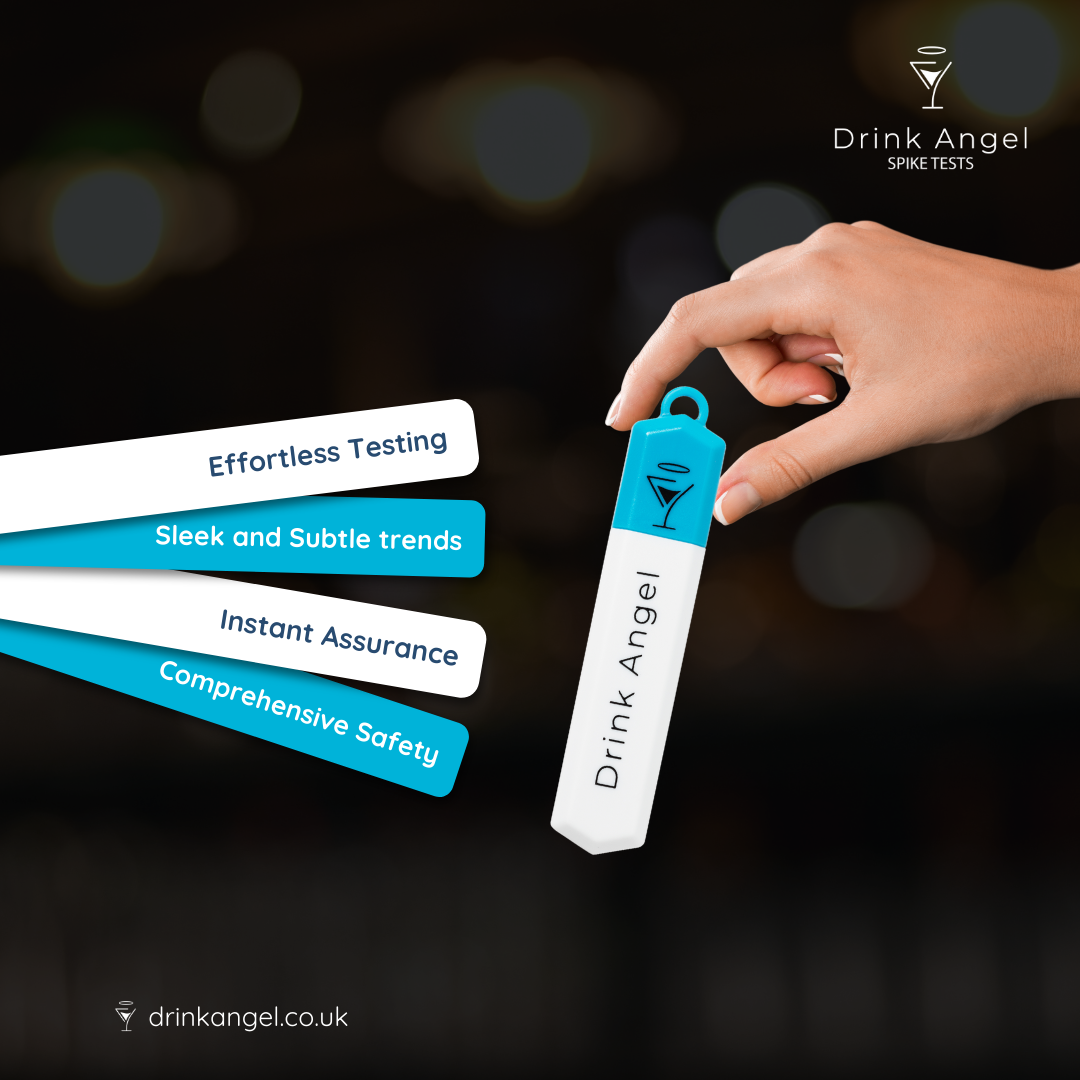 Drink Angel
SPIKE TESTS
Effortless Testing
Sleek and Subtle trends
Instant Assurance
Comprehensive Safety
Drink Angel
drinkangel.co.uk